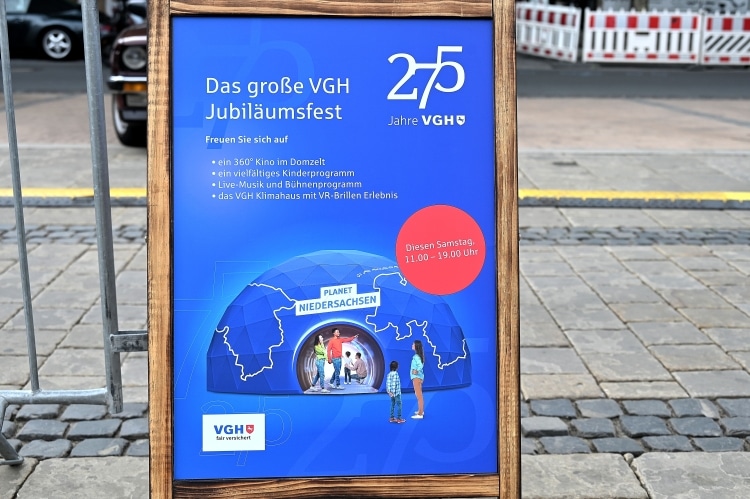 Das große VGH
Jubiläumsfest
275
Jahre VGH
Freuen Sie sich auf
• ein 360° Kino im Domzelt
• ein vielfältiges Kinderprogramm
• Live-Musik und Bühnenprogramm
• das VGH Klimahaus mit VR-Brillen Erlebnis
Diesen Samstag,
11.00 – 19.00 Uhr
PLANET
NIEDERSACHSEN
VGH
fair versichert